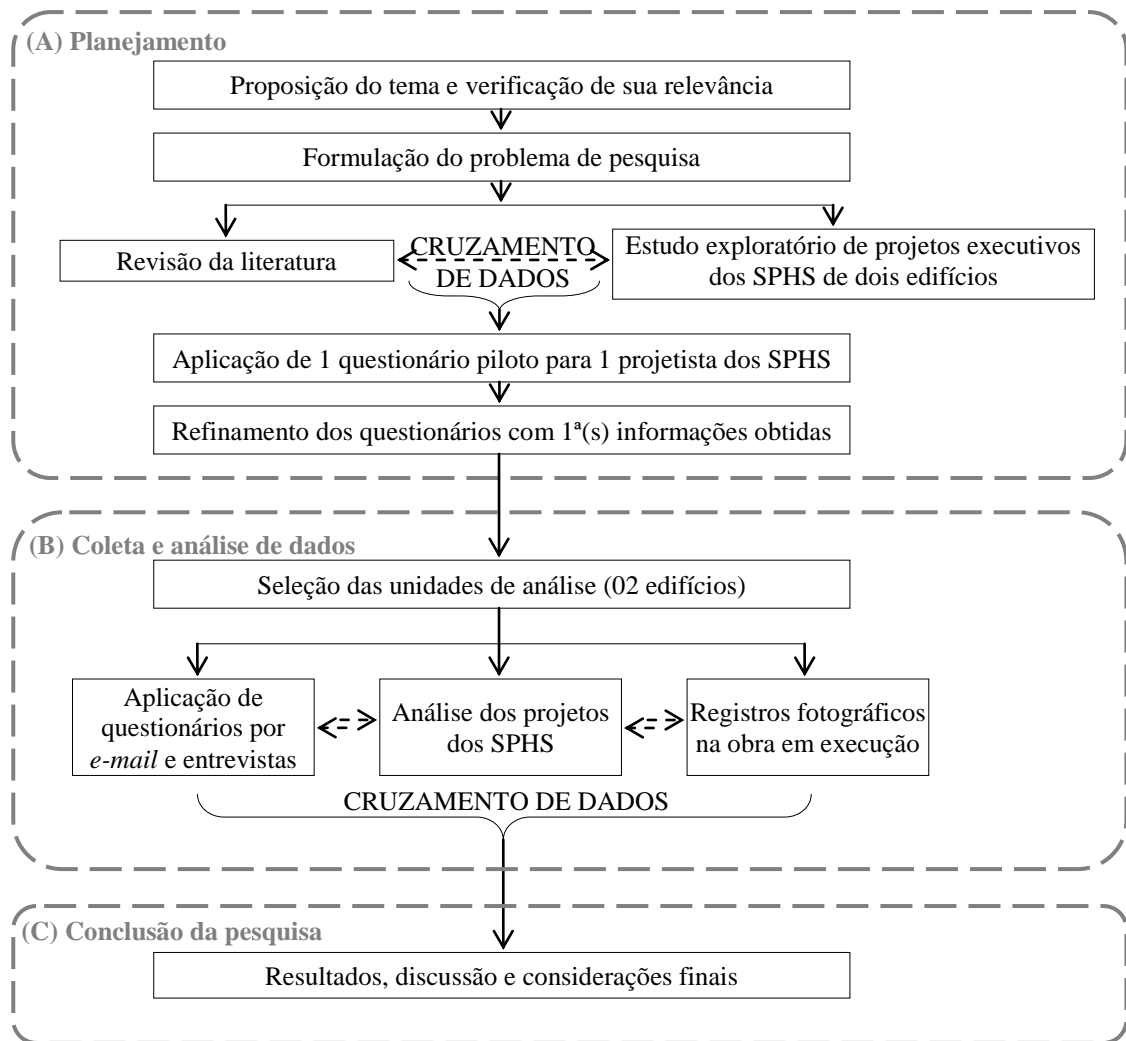 (A) Planejamento
Proposição do tema e verificação de sua relevância
Formulação do problema de pesquisa
Revisão da literatura
CRUZAMENTO
DE DADOS
Estudo exploratório de projetos executivos
dos SPHS de dois edifícios
Aplicação de 1 questionário piloto para 1 projetista dos SPHS
Refinamento dos questionários com 1ª(s) informações obtidas
(B) Coleta e análise de dados
Seleção das unidades de análise (02 edifícios)
Aplicação de
questionários por
e-mail e entrevistas
Análise dos projetos
dos SPHS
Registros fotográficos
na obra em execução
CRUZAMENTO DE DADOS
(C) Conclusão da pesquisa
Resultados, discussão e considerações finais